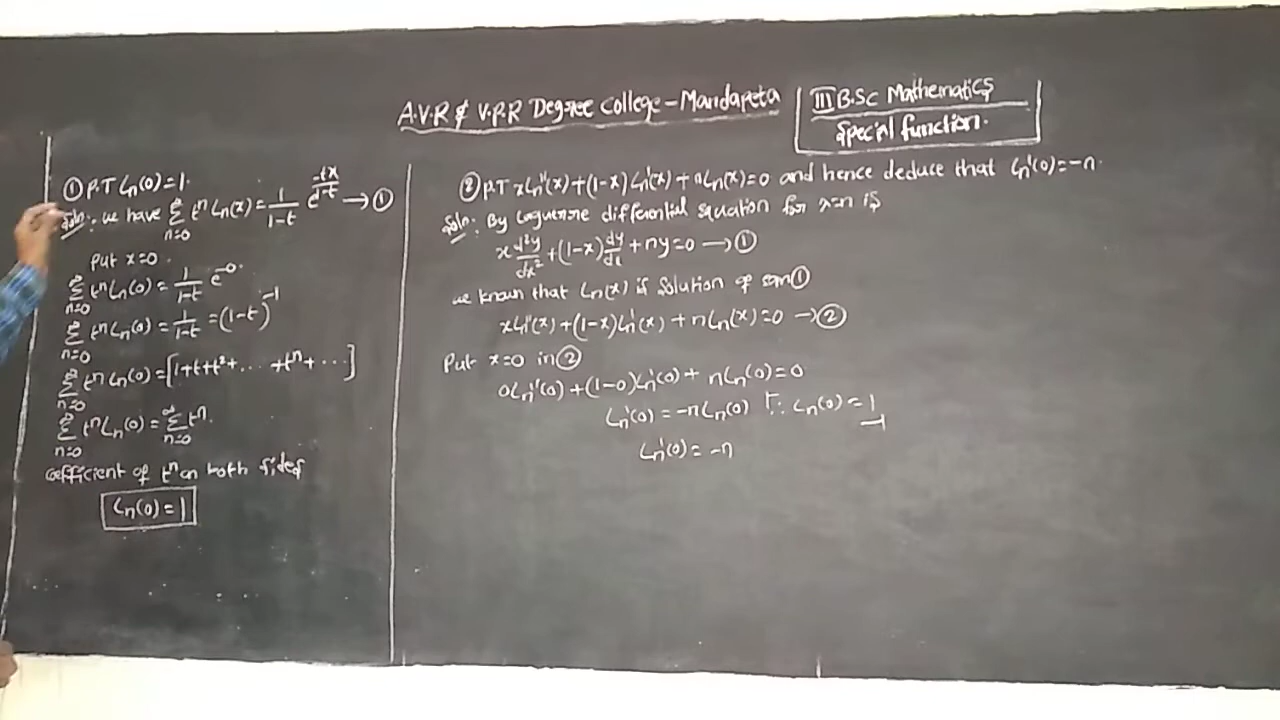 A.V.R & V.P.R Degree College - Mandapeta
III B.Sc Mathematics
Special function.
① P.T Lₙ(0)=1.
Soln: we have ∑_{n=0}^{∞} tⁿ Lₙ(x) = 1/(1-t) e^{-tx/(1-t)} → ①
Put x=0.
∑_{n=0}^{∞} tⁿ Lₙ(0) = 1/(1-t) e^{-0}.
∑_{n=0}^{∞} tⁿ Lₙ(0) = 1/(1-t) = (1-t)^{-1}
∑_{n=0}^{∞} tⁿ Lₙ(0) = [1+t+t²+... +tⁿ+...]
∑_{n=0}^{∞} tⁿ Lₙ(0) = ∑_{n=0}^{∞} tⁿ.
coefficient of tⁿ on both sides
Lₙ(0) = 1
② P.T xLₙ''(x)+(1-x)Lₙ'(x)+nLₙ(x)=0 and hence deduce that Lₙ'(0)=-n.
Soln: By differential equation for λ=n is
x d²y/dx² + (1-x) dy/dx + ny=0 → ①
we known that Lₙ(x) is solution of ①
xLₙ''(x)+(1-x)Lₙ'(x)+nLₙ(x)=0 → ②
Put x=0 in ②
0Lₙ''(0)+(1-0)Lₙ'(0)+ nLₙ(0)=0
Lₙ'(0) = -nLₙ(0) [∵ Lₙ(0)=1
Lₙ'(0) = -n